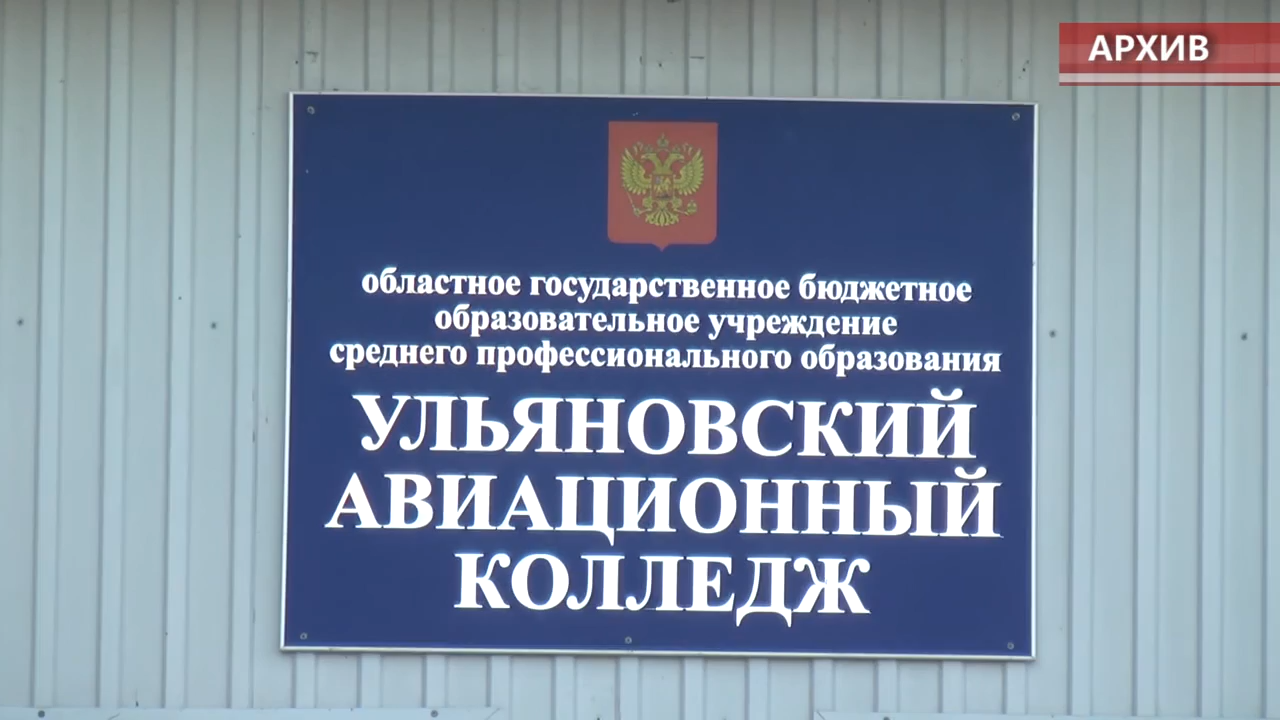 АРХИВ
областное государственное бюджетное
образовательное учреждение
среднего профессионального образования
УЛЬЯНОВСКИЙ
АВИАЦИОННЫЙ
КОЛЛЕДЖ